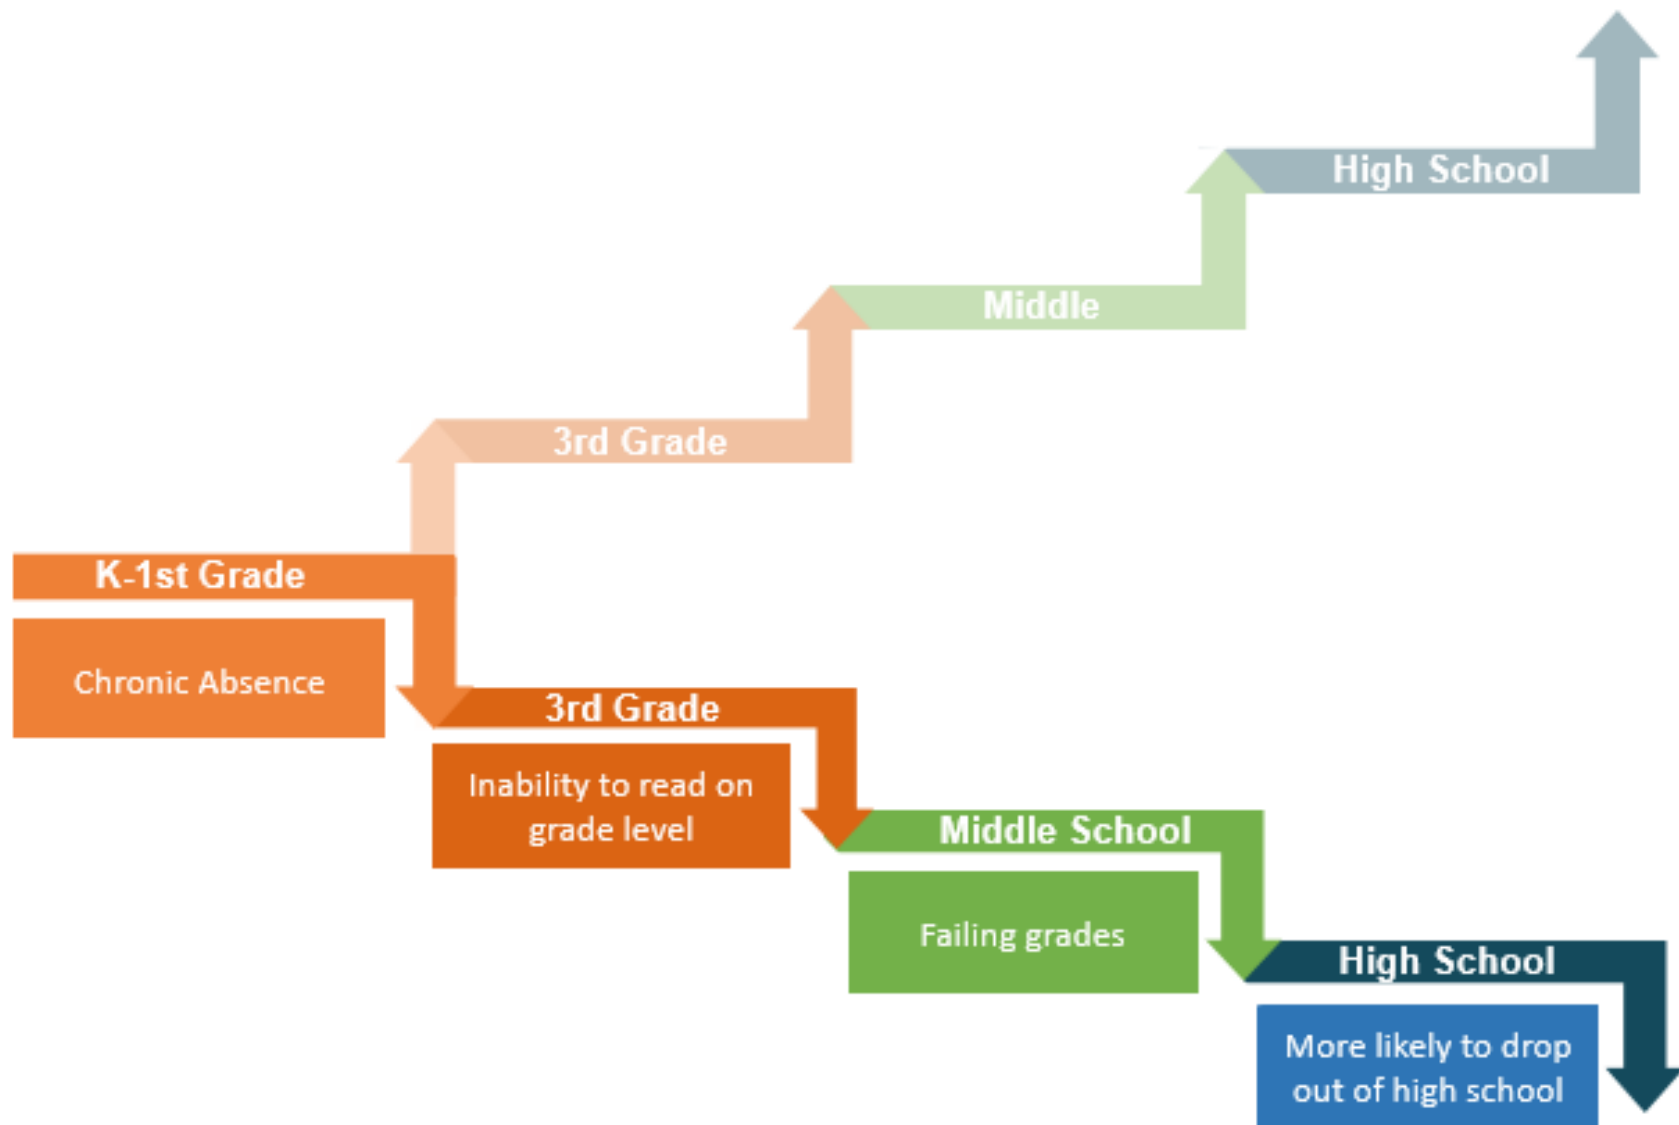 High School
Middle
3rd Grade
K-1st Grade
Chronic Absence
3rd Grade
Inability to read on
grade level
Middle School
Failing grades
High School
More likely to drop
out of high school